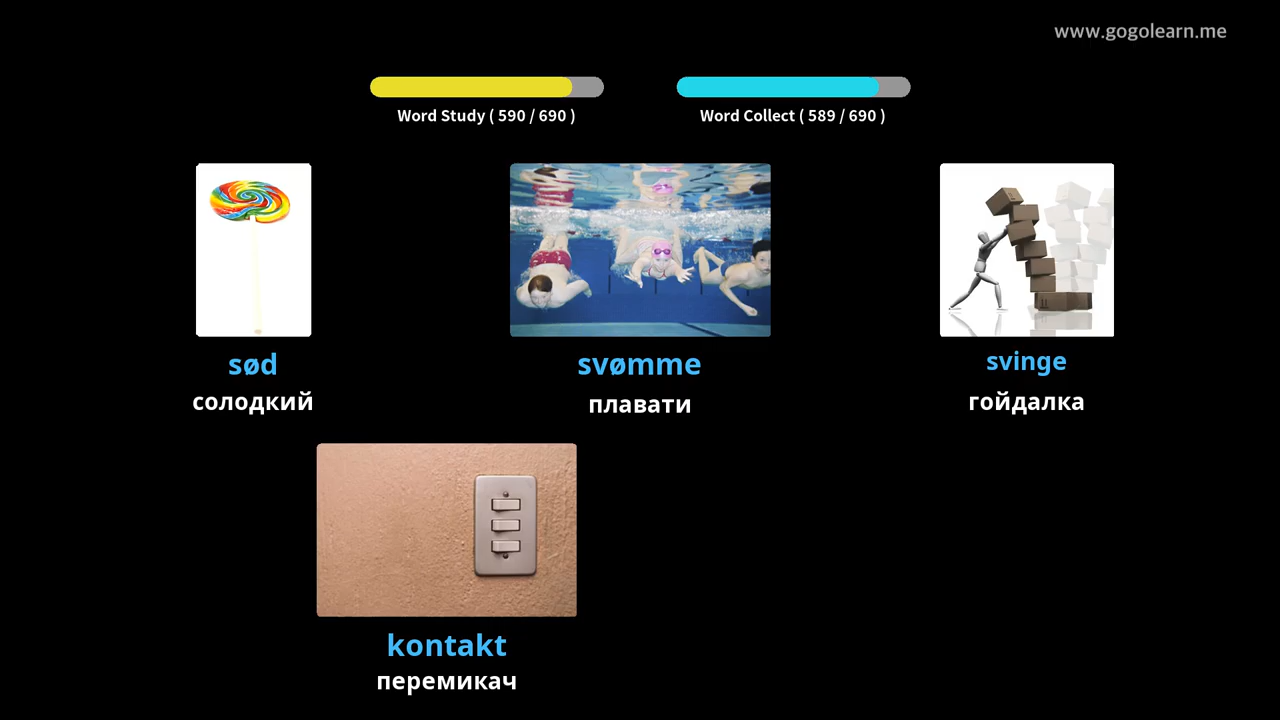 www.gogolearn.me
Word Study ( 590 / 690 )
Word Collect ( 589 / 690 )
sød
солодкий
svømme
плавати
svinge
гойдалка
kontakt
перемикач